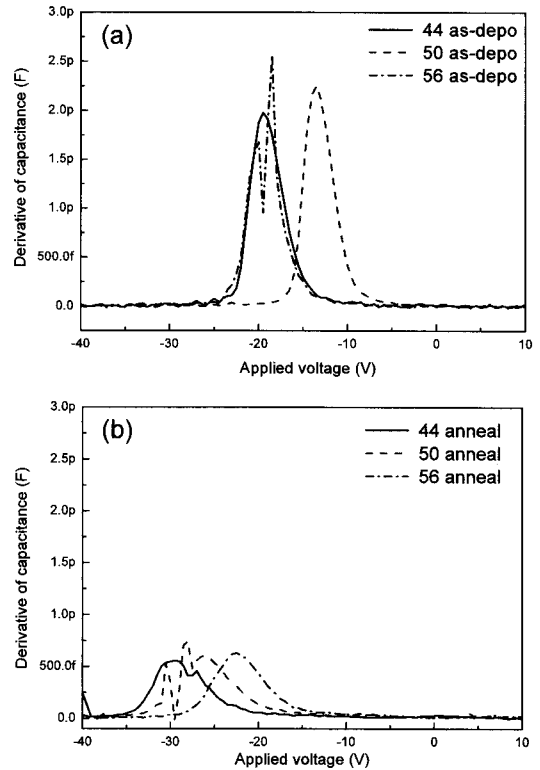 (a)
44 as-depo
50 as-depo
56 as-depo
3.0p
2.5p
2.0p
1.5p
1.0p
500.0f
0.0
Derivative of capacitance (F)
-40 -30 -20 -10 0 10
Applied voltage (V)
(b)
44 anneal
50 anneal
56 anneal
3.0p
2.5p
2.0p
1.5p
1.0p
500.0f
0.0
Derivative of capacitance (F)
-40 -30 -20 -10 0 10
Applied voltage (V)